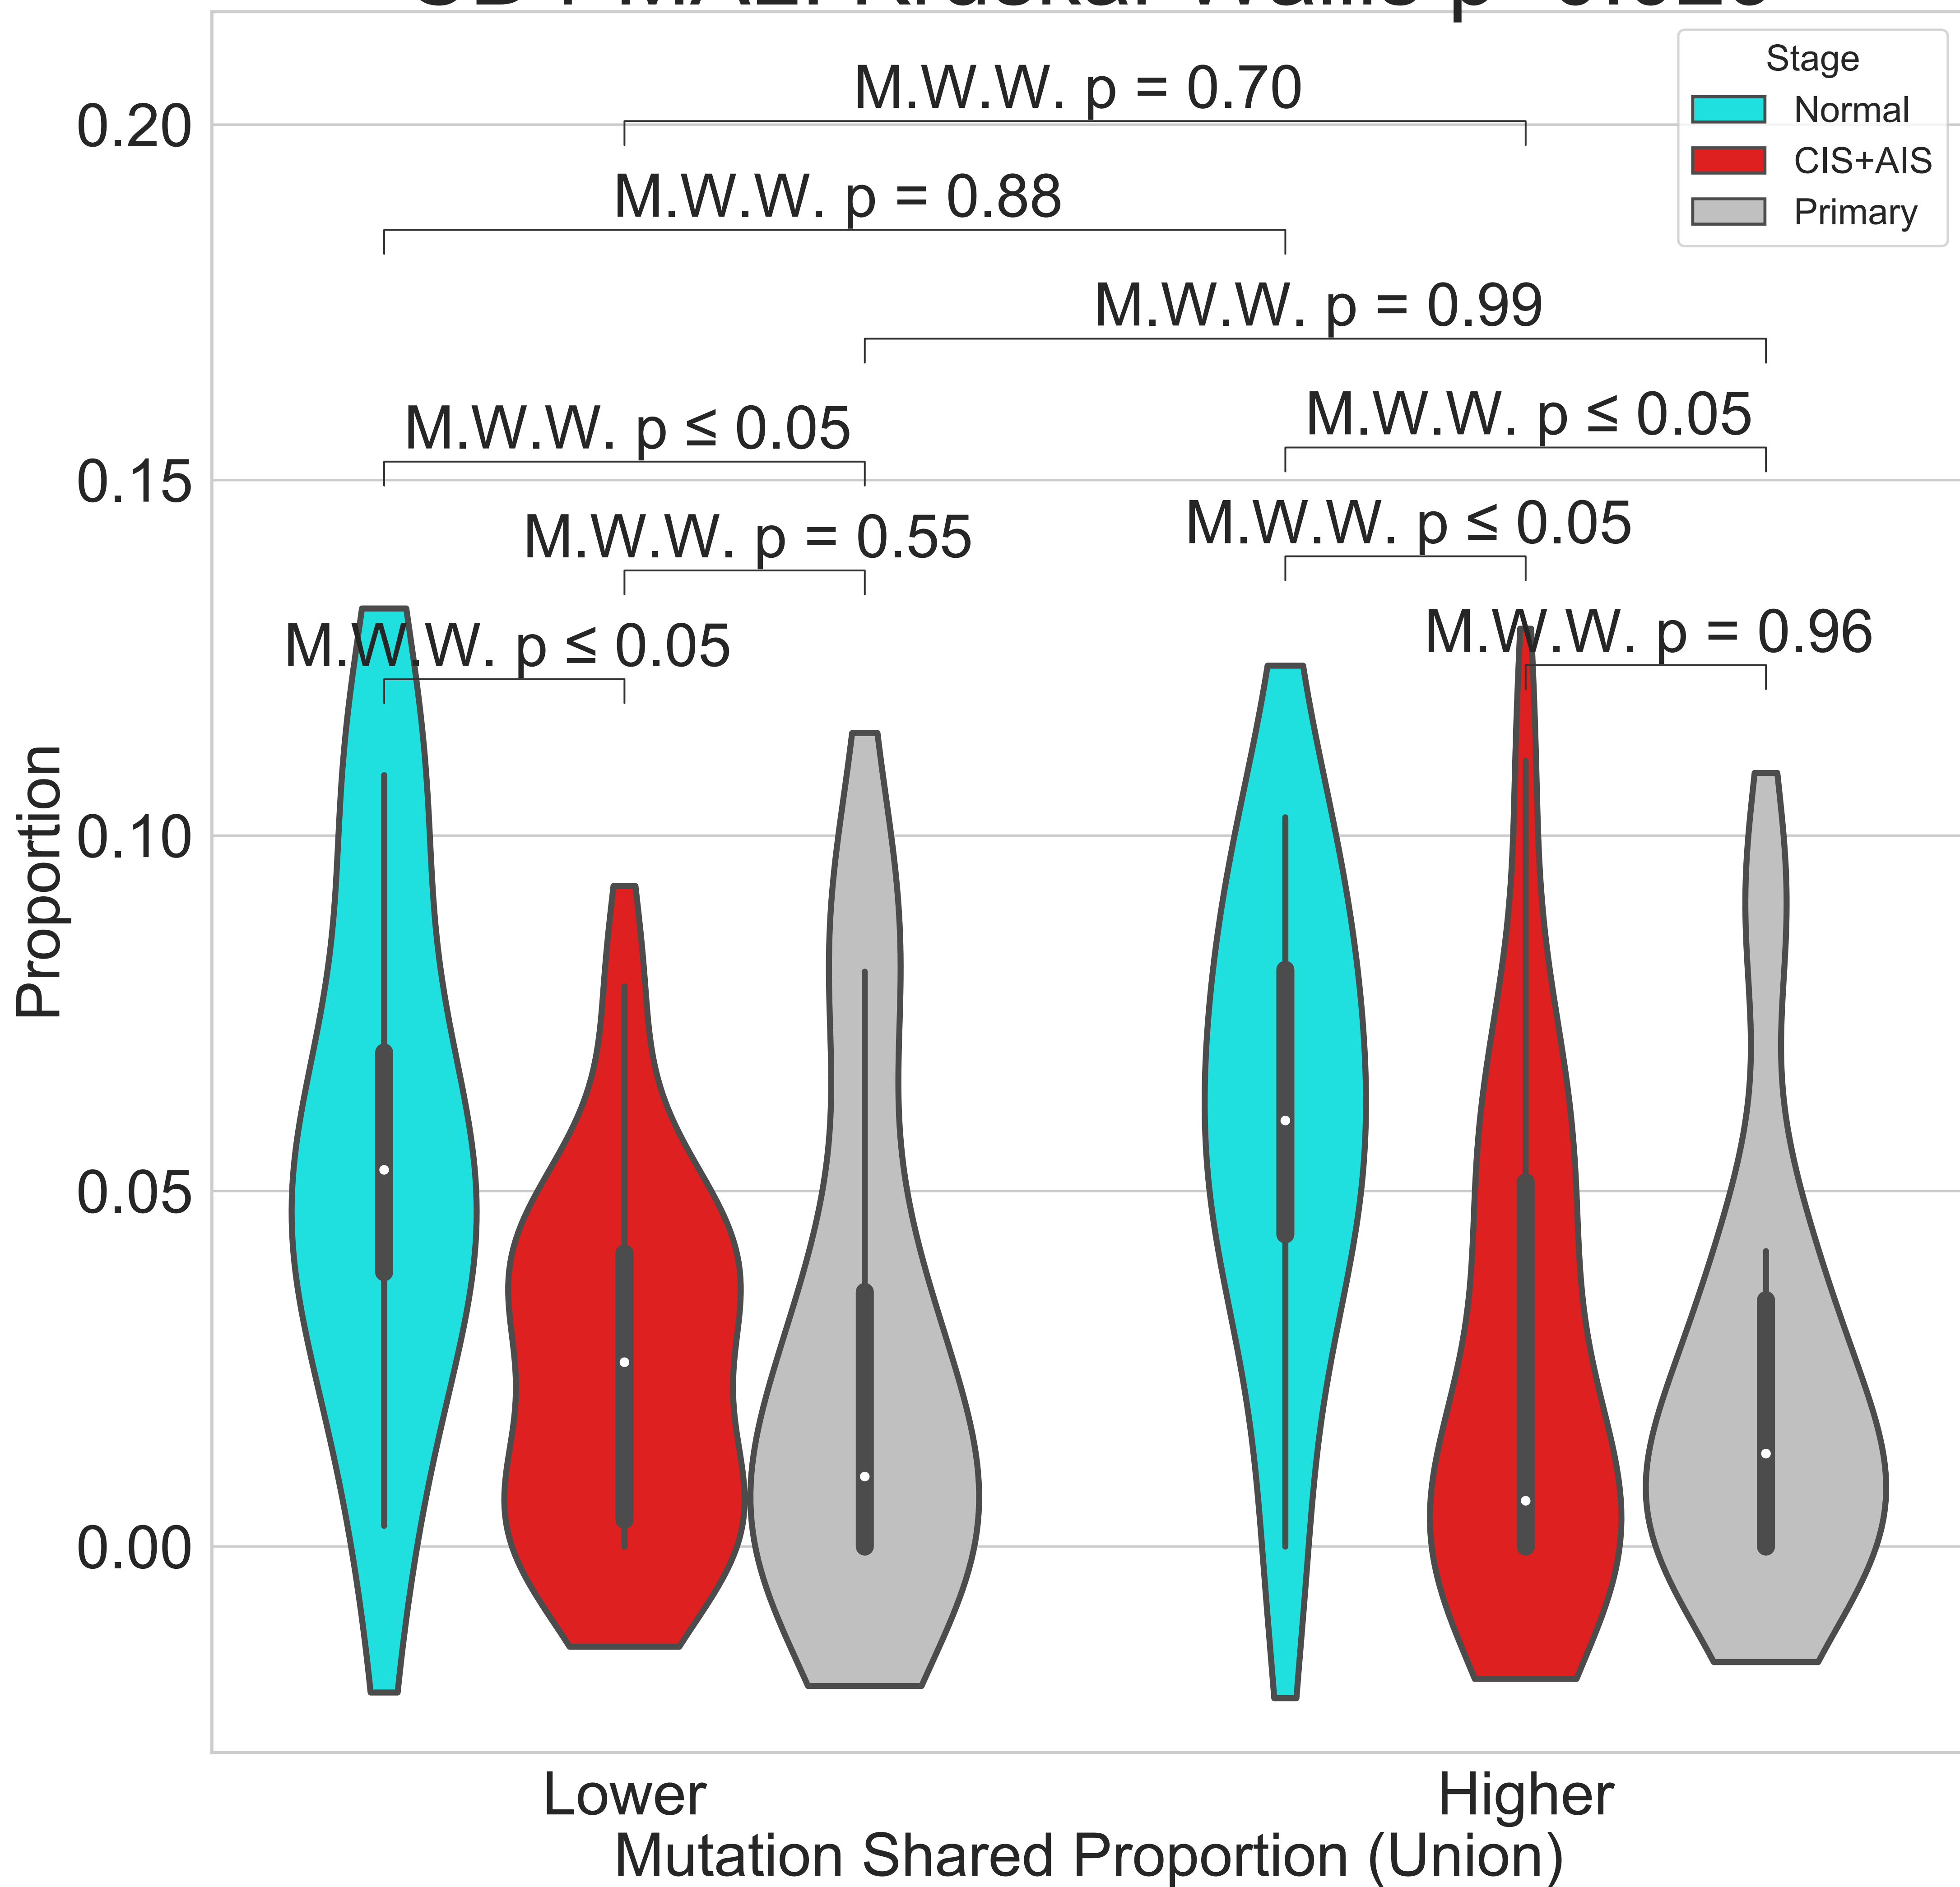 Stage
Normal
CIS+AIS
Primary
M.W.W. p = 0.70
M.W.W. p = 0.88
M.W.W. p = 0.99
M.W.W. p ≤ 0.05
M.W.W. p ≤ 0.05
M.W.W. p = 0.55
M.W.W. p ≤ 0.05
M.W.W. p ≤ 0.05
M.W.W. p = 0.96
0.20
0.15
0.10
0.05
0.00
Proportion
Lower
Higher
Mutation Shared Proportion (Union)